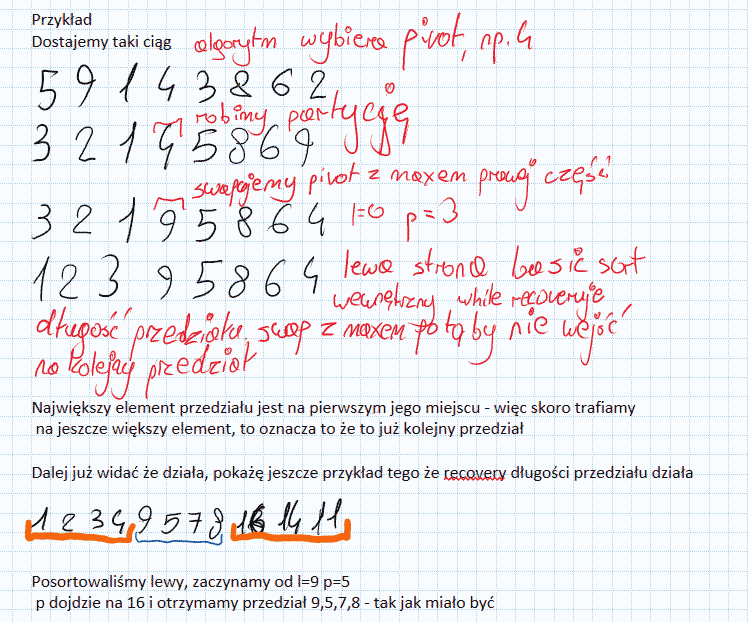 Przykład
Dostajemy taki ciąg algorytm wybiera pivot, np. 4
5 9 1 4 3 8 6 2
robimy partycję
3 2 1 4 5 8 6 9
swapujemy pivot z maxem prawej części
3 2 1 9 5 8 6 4 l=0 p=3
1 2 3 9 5 8 6 4 lewa strona basic sort
wewnętrzny while recoveruje
długość przedziału, swap z maxem po to by nie wejść
na kolejny przedział
Największy element przedziału jest na pierwszym jego miejscu - więc skoro trafiamy
na jeszcze większy element, to oznacza to że to już kolejny przedział
Dalej już widać że działa, pokażę jeszcze przykład tego że recovery długości przedziału działa
1 2 3 4 9 5 7 8 16 14 11
Posortowaliśmy lewy, zaczynamy od l=9 p=5
p dojdzie na 16 i otrzymamy przedział 9,5,7,8 - tak jak miało być